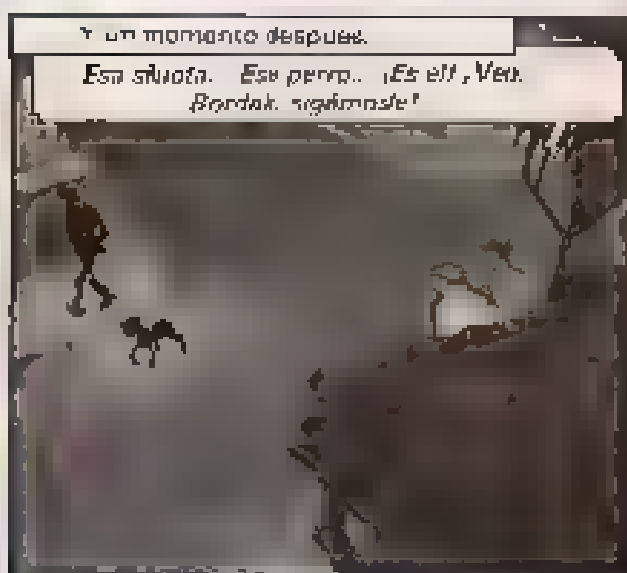 Y un momento después.
Esa silueta. Ese perro.. ¡Es él! ¡Ven,
Bordak, sigámosle!